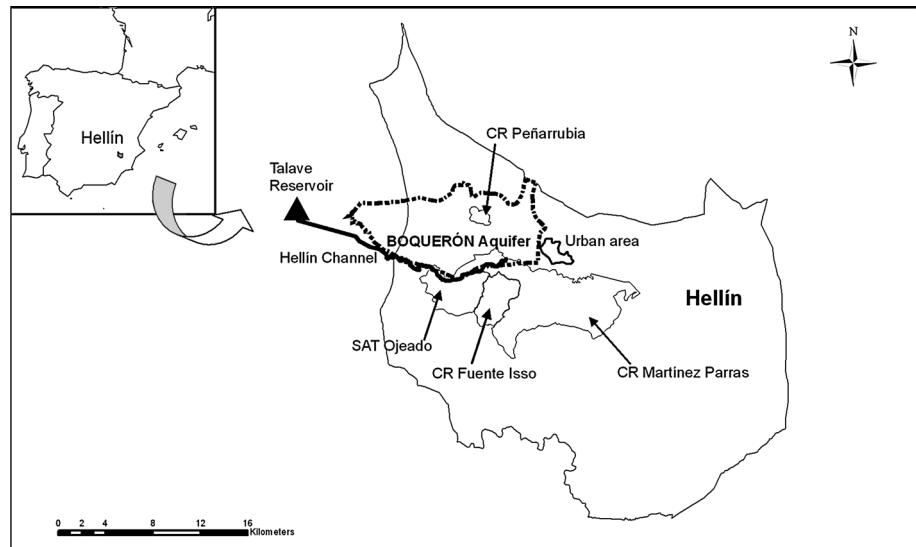 Hellín
N
CR Peñarrubia
Talave
Reservoir
BOQUERÓN Aquifer
Urban area
Hellín Channel
Hellín
SAT Ojeado
CR Fuente Isso
CR Martinez Parras
0 2 4 8 12 16
Kilometers